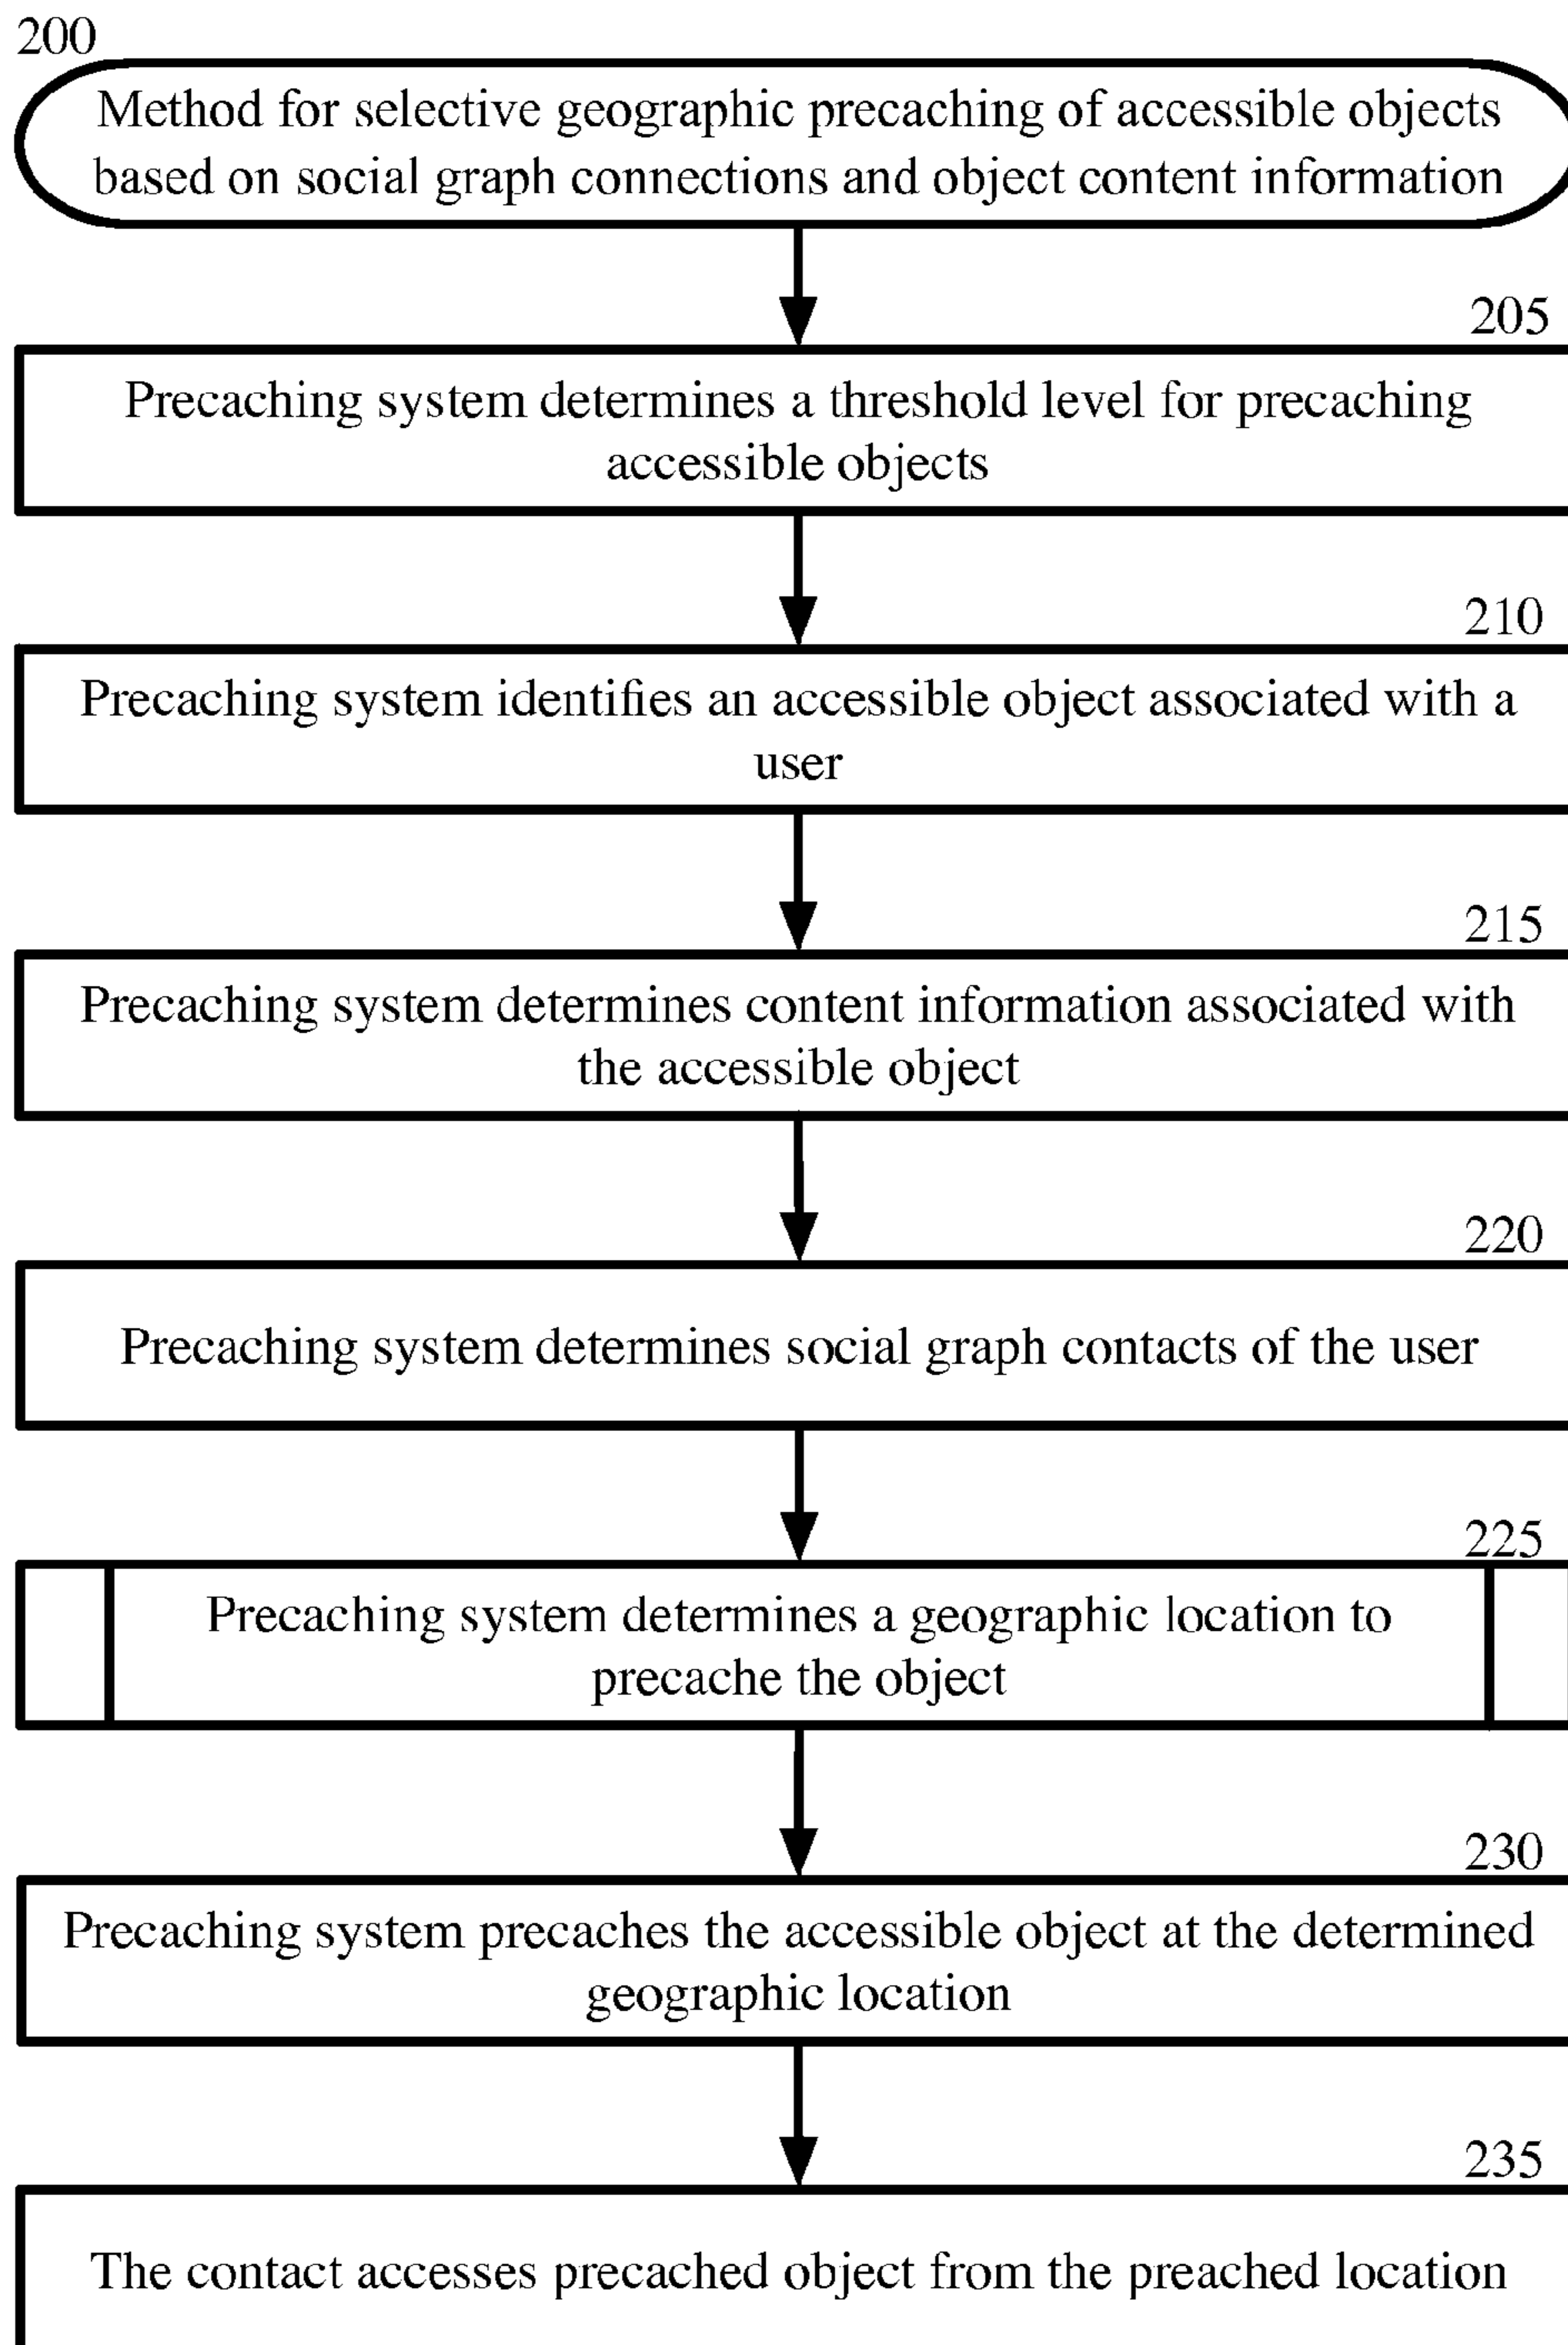 200
Method for selective geographic precaching of accessible objects
based on social graph connections and object content information
205
Precaching system determines a threshold level for precaching
accessible objects
210
Precaching system identifies an accessible object associated with a
user
215
Precaching system determines content information associated with
the accessible object
220
Precaching system determines social graph contacts of the user
225
Precaching system determines a geographic location to
precache the object
230
Precaching system precaches the accessible object at the determined
geographic location
235
The contact accesses precached object from the preached location